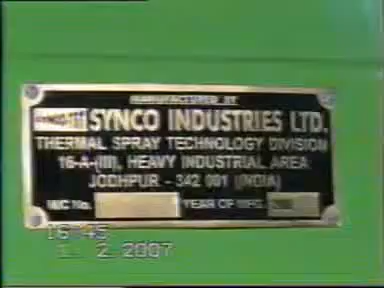 MANUFACTURED BY
SYNCO INDUSTRIES LTD.
THERMAL SPRAY TECHNOLOGY DIVISION
16-A-(III), HEAVY INDUSTRIAL AREA
JODHPUR - 342 001 (INDIA)
M/C No. YEAR OF MFG.
16:45
1. 2.2007